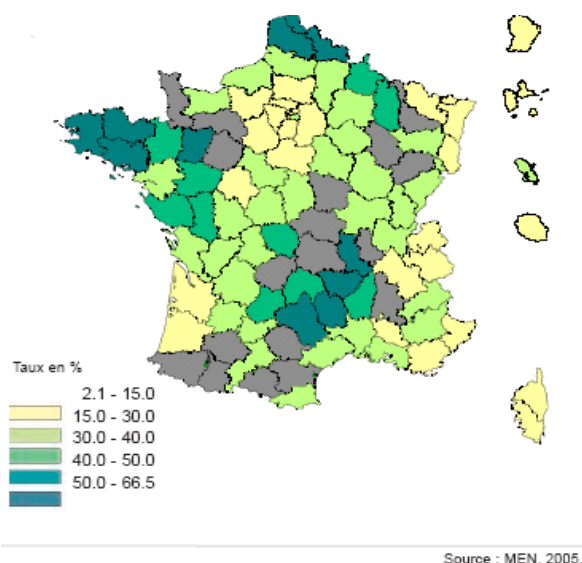 Taux en %
2.1 - 15.0
15.0 - 30.0
30.0 - 40.0
40.0 - 50.0
50.0 - 66.5
Source : MEN, 2005.